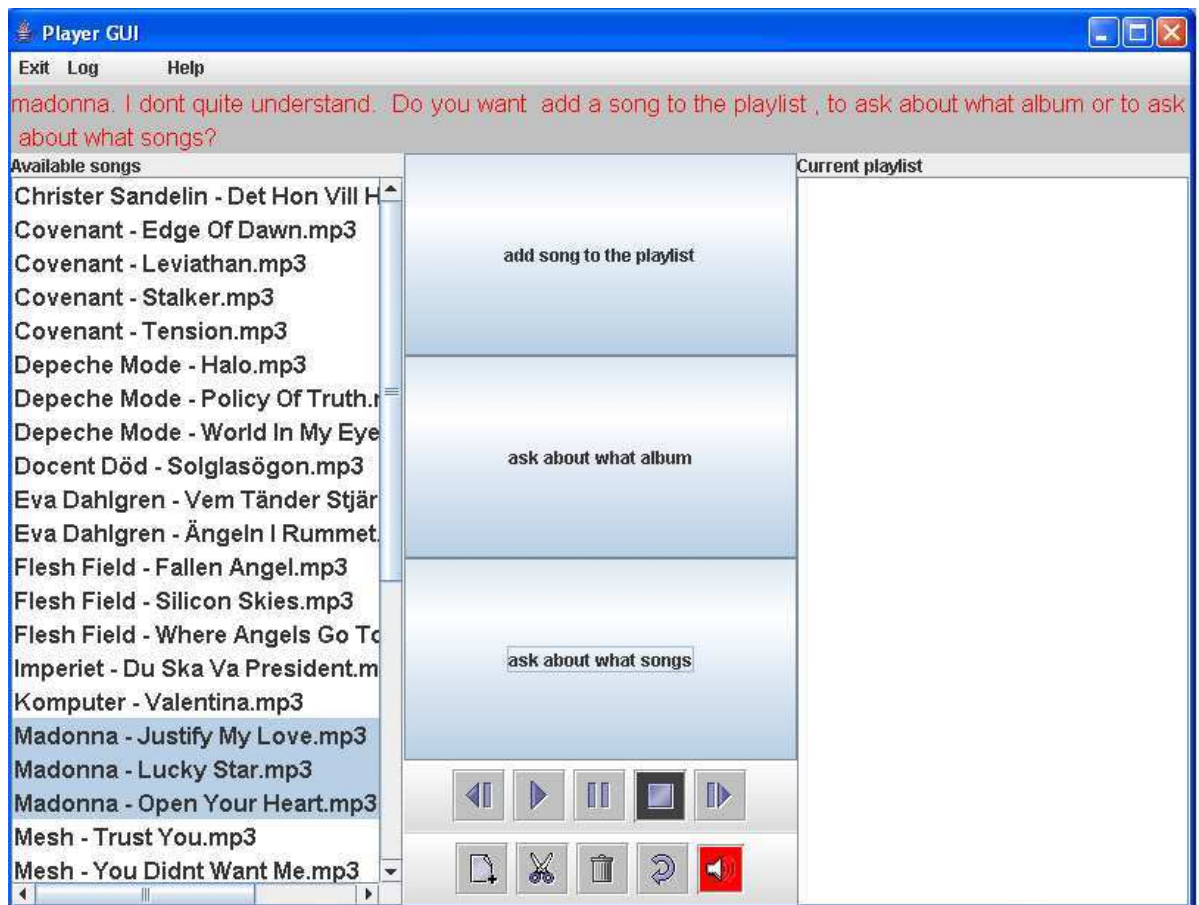 Player GUI
Exit Log Help
madonna. I dont quite understand. Do you want add a song to the playlist , to ask about what album or to ask
about what songs?
Available songs
Christer Sandelin - Det Hon Vill H
Covenant - Edge Of Dawn.mp3
Covenant - Leviathan.mp3
Covenant - Stalker.mp3
Covenant - Tension.mp3
Depeche Mode - Halo.mp3
Depeche Mode - Policy Of Truth.r
Depeche Mode - World In My Eye
Docent Död - Solglasögon.mp3
Eva Dahlgren - Vem Tänder Stjär
Eva Dahlgren - Ängeln I Rummet.
Flesh Field - Fallen Angel.mp3
Flesh Field - Silicon Skies.mp3
Flesh Field - Where Angels Go To
Imperiet - Du Ska Va President.m
Komputer - Valentina.mp3
Madonna - Justify My Love.mp3
Madonna - Lucky Star.mp3
Madonna - Open Your Heart.mp3
Mesh - Trust You.mp3
Mesh - You Didnt Want Me.mp3
add song to the playlist
ask about what album
ask about what songs
Current playlist